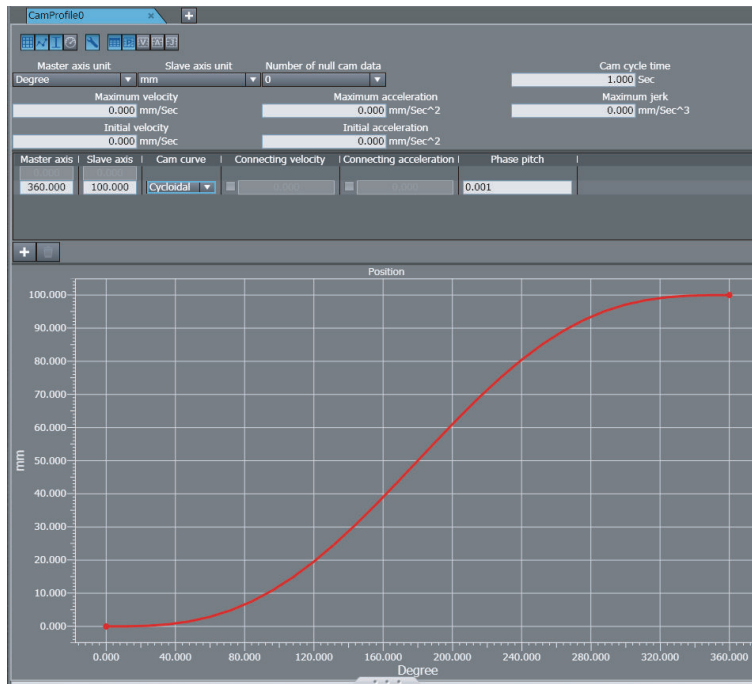 CamProfile0 × +
Master axis unit Slave axis unit Number of null cam data Cam cycle time
Degree mm 0 1.000 Sec
Maximum velocity Maximum acceleration Maximum jerk
0.000 mm/Sec 0.000 mm/Sec^2 0.000 mm/Sec^3
Initial velocity Initial acceleration
0.000 mm/Sec 0.000 mm/Sec^2
Master axis Slave axis Cam curve Connecting velocity Connecting acceleration Phase pitch
0.000 0.000
360.000 100.000 Cycloidal 0.000 0.000 0.001
+
Position
100.000
90.000
80.000
70.000
60.000
50.000
40.000
30.000
20.000
10.000
0.000
mm
0.000 40.000 80.000 120.000 160.000 200.000 240.000 280.000 320.000 360.000
Degree